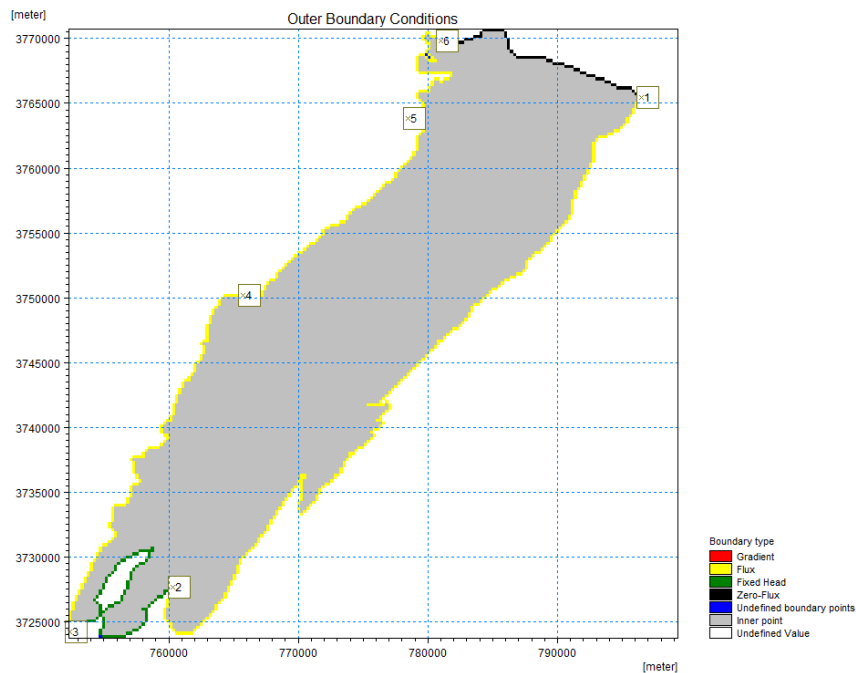 Outer Boundary Conditions
[meter]
3770000
3765000
3760000
3755000
3750000
3745000
3740000
3735000
3730000
3725000
6
1
5
4
2
3
760000
770000
780000
790000
[meter]
Boundary type
Gradient
Flux
Fixed Head
Zero-Flux
Undefined boundary points
Inner point
Undefined Value